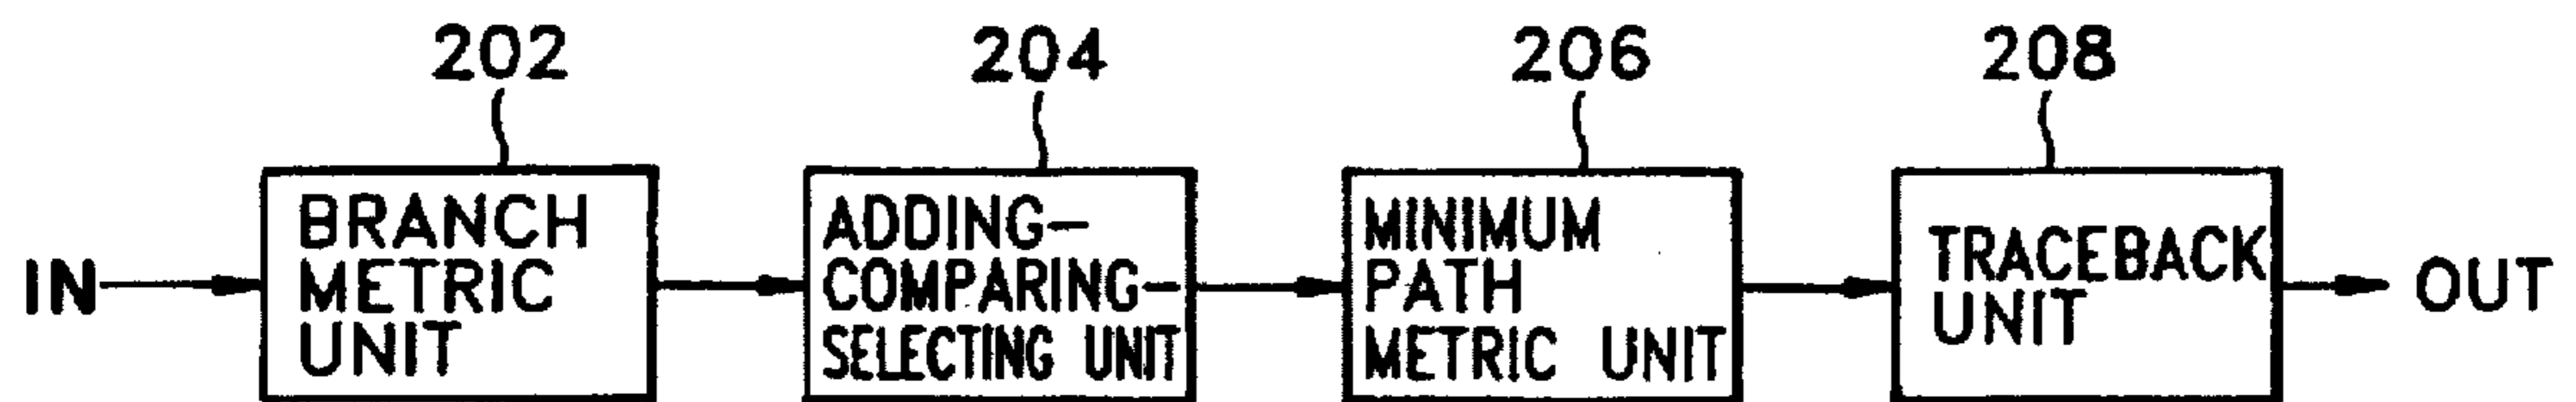 202
204
206
208
IN
BRANCH
METRIC
UNIT
ADDING-
COMPARING-
SELECTING UNIT
MINIMUM
PATH
METRIC UNIT
TRACEBACK
UNIT
OUT